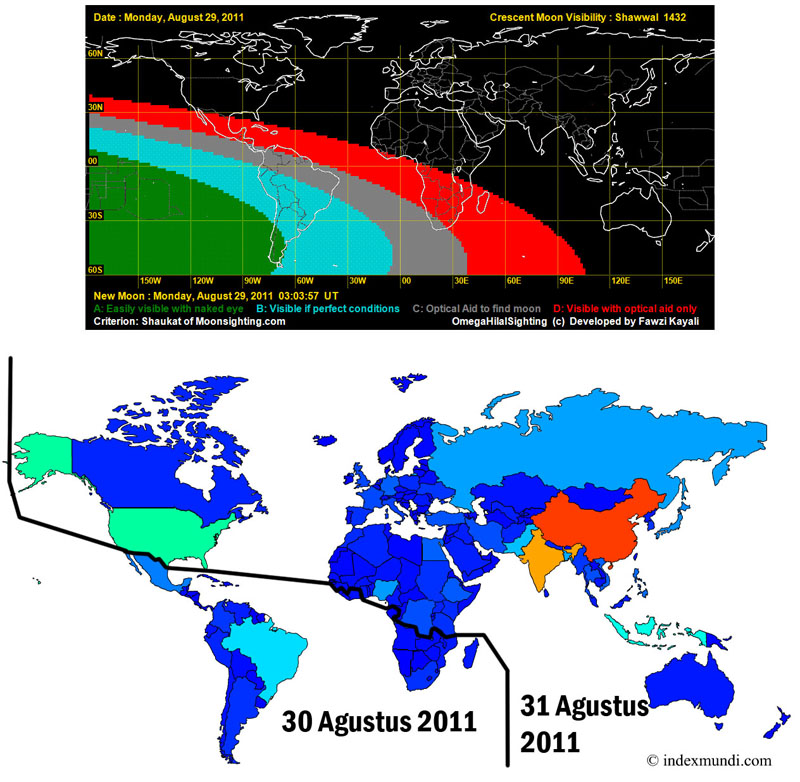 Date : Monday, August 29, 2011 Crescent Moon Visibility : Shawwal 1432
60N
30N
00
30S
60S
150W 120W 90W 60W 30W 00 30E 60E 90E 120E 150E
New Moon : Monday, August 29, 2011 03:03:57 UT
A: Easily visible with naked eye B: Visible if perfect conditions C: Optical Aid to find moon D: Visible with optical aid only
Criterion: Shaukat of Moonsighting.com OmegaHilalSighting (c) Developed by Fawzi Kayali
30 Agustus 2011
31 Agustus
2011
© indexmundi.com